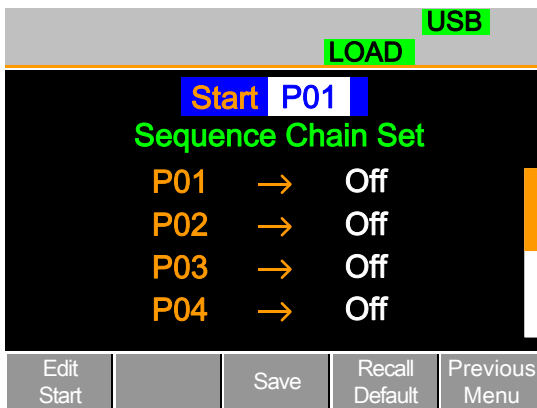 USB
LOAD
Start P01
Sequence Chain Set
P01 → Off
P02 → Off
P03 → Off
P04 → Off
Edit Start
Save
Recall Default
Previous Menu